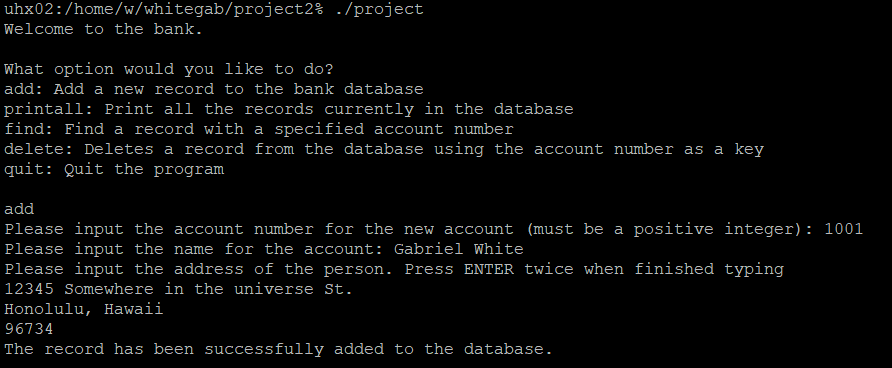 uhx02:/home/w/whitegab/project2% ./project
Welcome to the bank.
What option would you like to do?
add: Add a new record to the bank database
printall: Print all the records currently in the database
find: Find a record with a specified account number
delete: Deletes a record from the database using the account number as a key
quit: Quit the program
add
Please input the account number for the new account (must be a positive integer): 1001
Please input the name for the account: Gabriel White
Please input the address of the person. Press ENTER twice when finished typing
12345 Somewhere in the universe St.
Honolulu, Hawaii
96734
The record has been successfully added to the database.